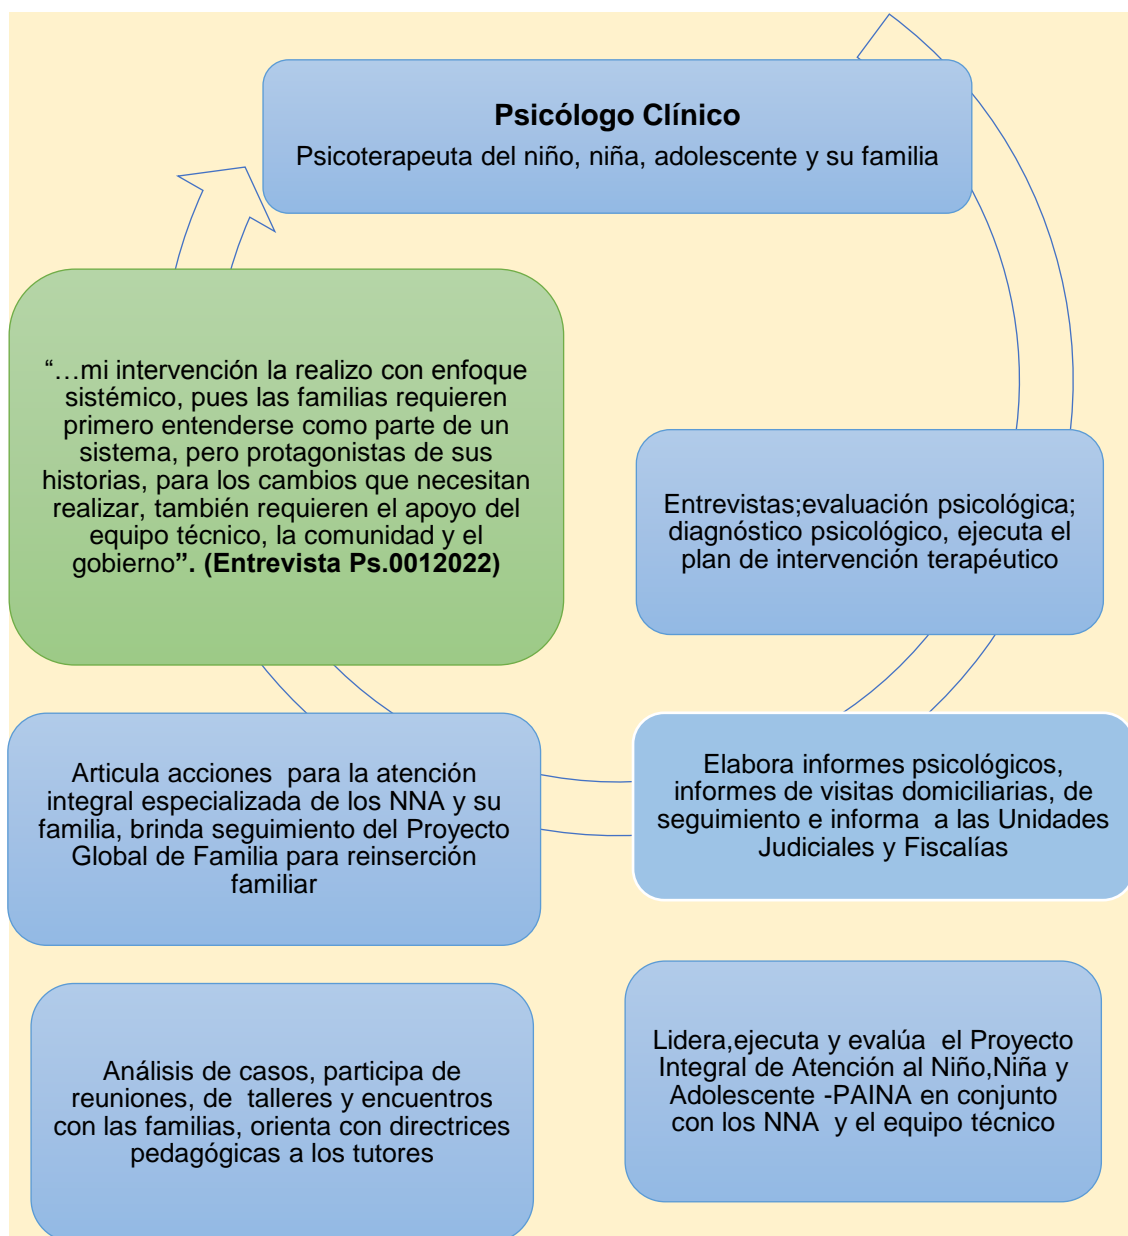 Psicólogo Clínico
Psicoterapeuta del niño, niña, adolescente y su familia
“…mi intervención la realizo con enfoque
sistémico, pues las familias requieren
primero entenderse como parte de un
sistema, pero protagonistas de sus
historias, para los cambios que necesitan
realizar, también requieren el apoyo del
equipo técnico, la comunidad y el
gobierno”. (Entrevista Ps.0012022)
Entrevistas;evaluación psicológica;
diagnóstico psicológico, ejecuta el
plan de intervención terapéutico
Articula acciones  para la atención
integral especializada de los NNA y su
familia, brinda seguimiento del Proyecto
Global de Familia para reinserción
familiar
Elabora informes psicológicos,
informes de visitas domiciliarias, de
seguimiento e informa  a las Unidades
Judiciales y Fiscalías
Análisis de casos, participa de
reuniones, de  talleres y encuentros
con las familias, orienta con directrices
pedagógicas a los tutores
Lidera,ejecuta y evalúa  el Proyecto
Integral de Atención al Niño,Niña y
Adolescente -PAINA en conjunto
con los NNA  y el equipo técnico